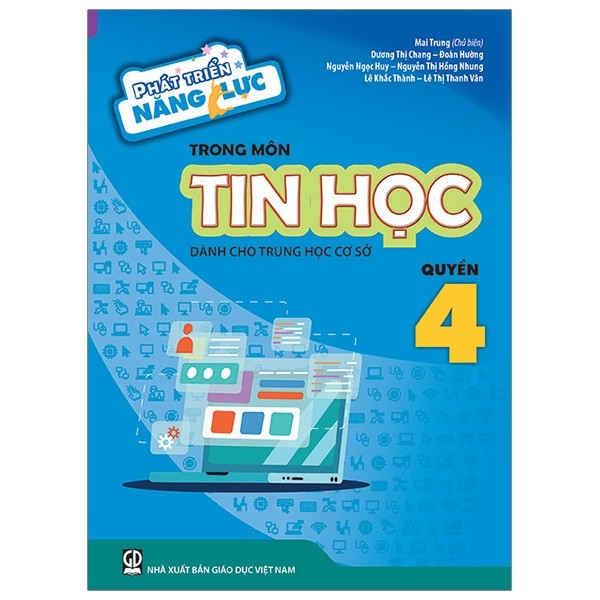 Mai Trung (Chủ biên)
Dương Thị Chang – Đoàn Hường
Nguyễn Ngọc Huy – Nguyễn Thị Hồng Nhung
Lê Khắc Thành – Lê Thị Thanh Vân
PHÁT TRIỂN
NĂNG LỰC
TRONG MÔN
TIN HỌC
DÀNH CHO TRUNG HỌC CƠ SỞ
QUYỂN
4
GD
NHÀ XUẤT BẢN GIÁO DỤC VIỆT NAM